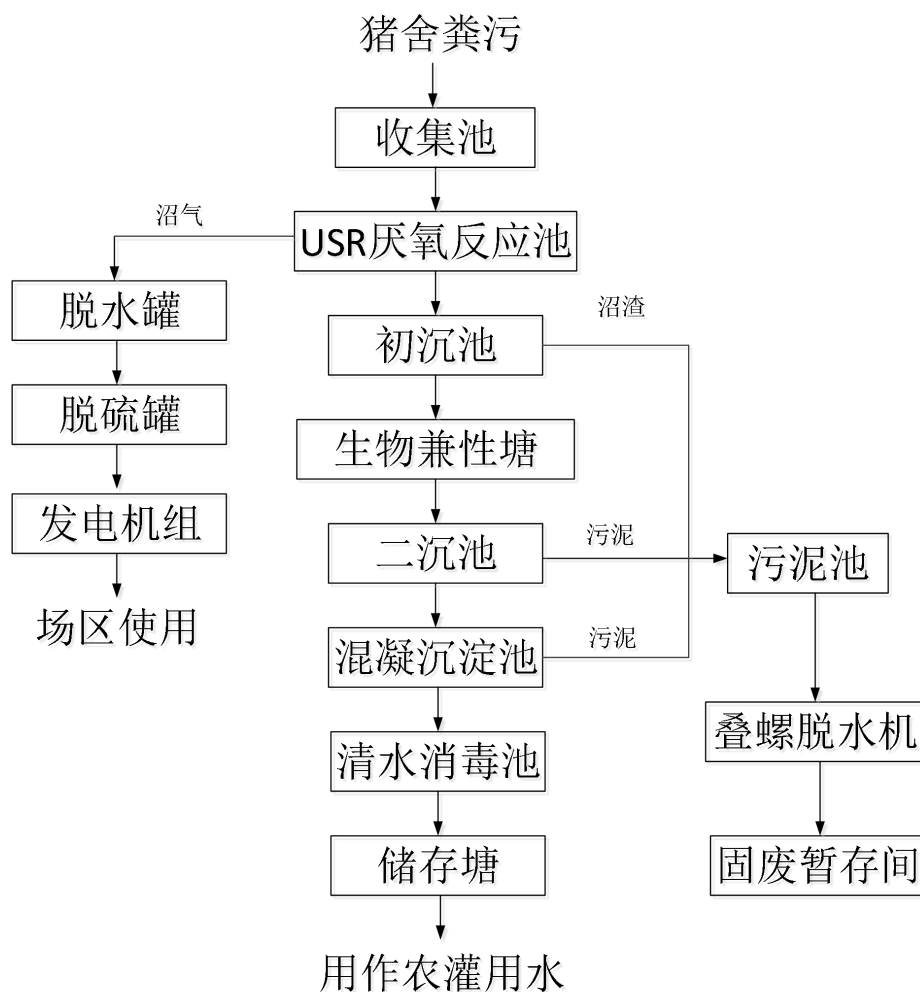 猪舍粪污
收集池
沼气
USR厌氧反应池
脱水罐
初沉池
沼渣
脱硫罐
生物兼性塘
发电机组
二沉池
污泥
污泥池
场区使用
混凝沉淀池
污泥
叠螺脱水机
清水消毒池
储存塘
固废暂存间
用作农灌用水